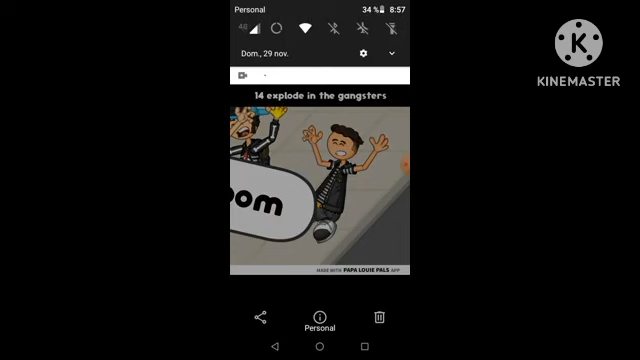 Personal
34 %
8:57
4G
Dom., 29 nov.
14 explode in the gangsters
oom
MADE WITH PAPA LOUIE PALS APP
Personal
KINEMASTER